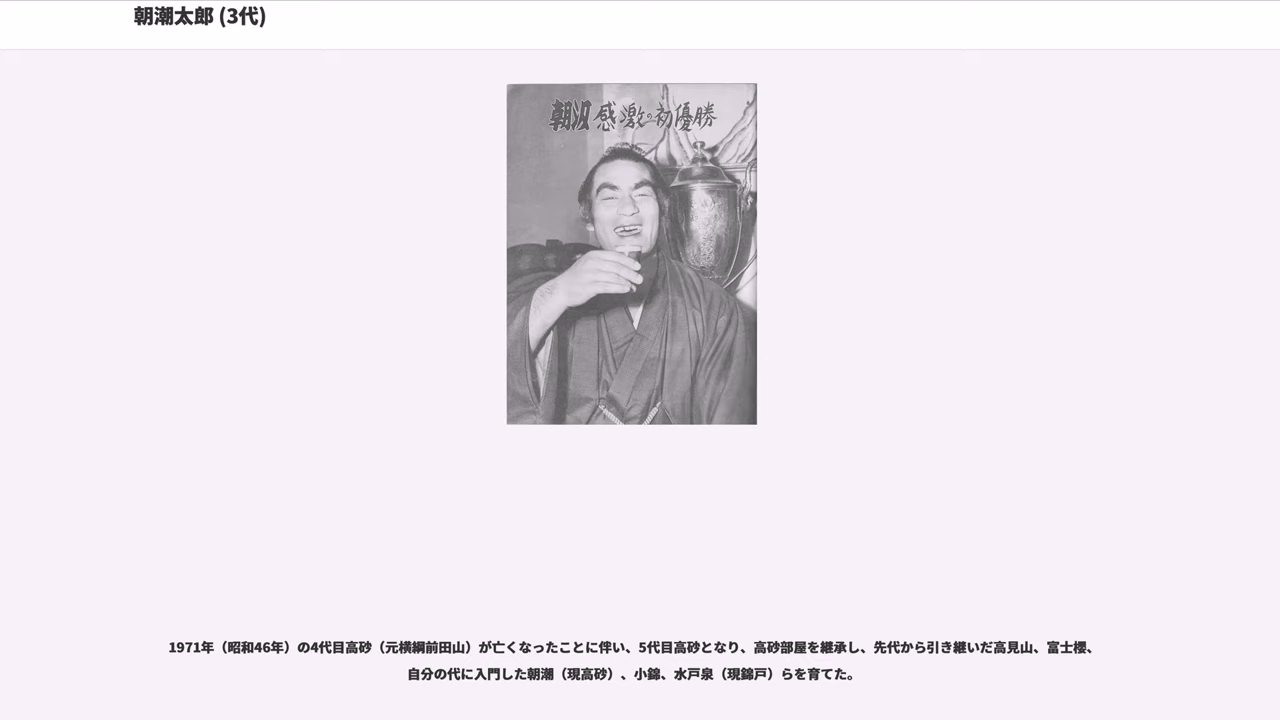 朝潮太郎 (3代)
朝汐感激の初優勝
1971年（昭和46年）の4代目高砂（元横綱前田山）が亡くなったことに伴い、5代目高砂となり、高砂部屋を継承し、先代から引き継いだ高見山、富士櫻、
自分の代に入門した朝潮（現高砂）、小錦、水戸泉（現錦戸）らを育てた。